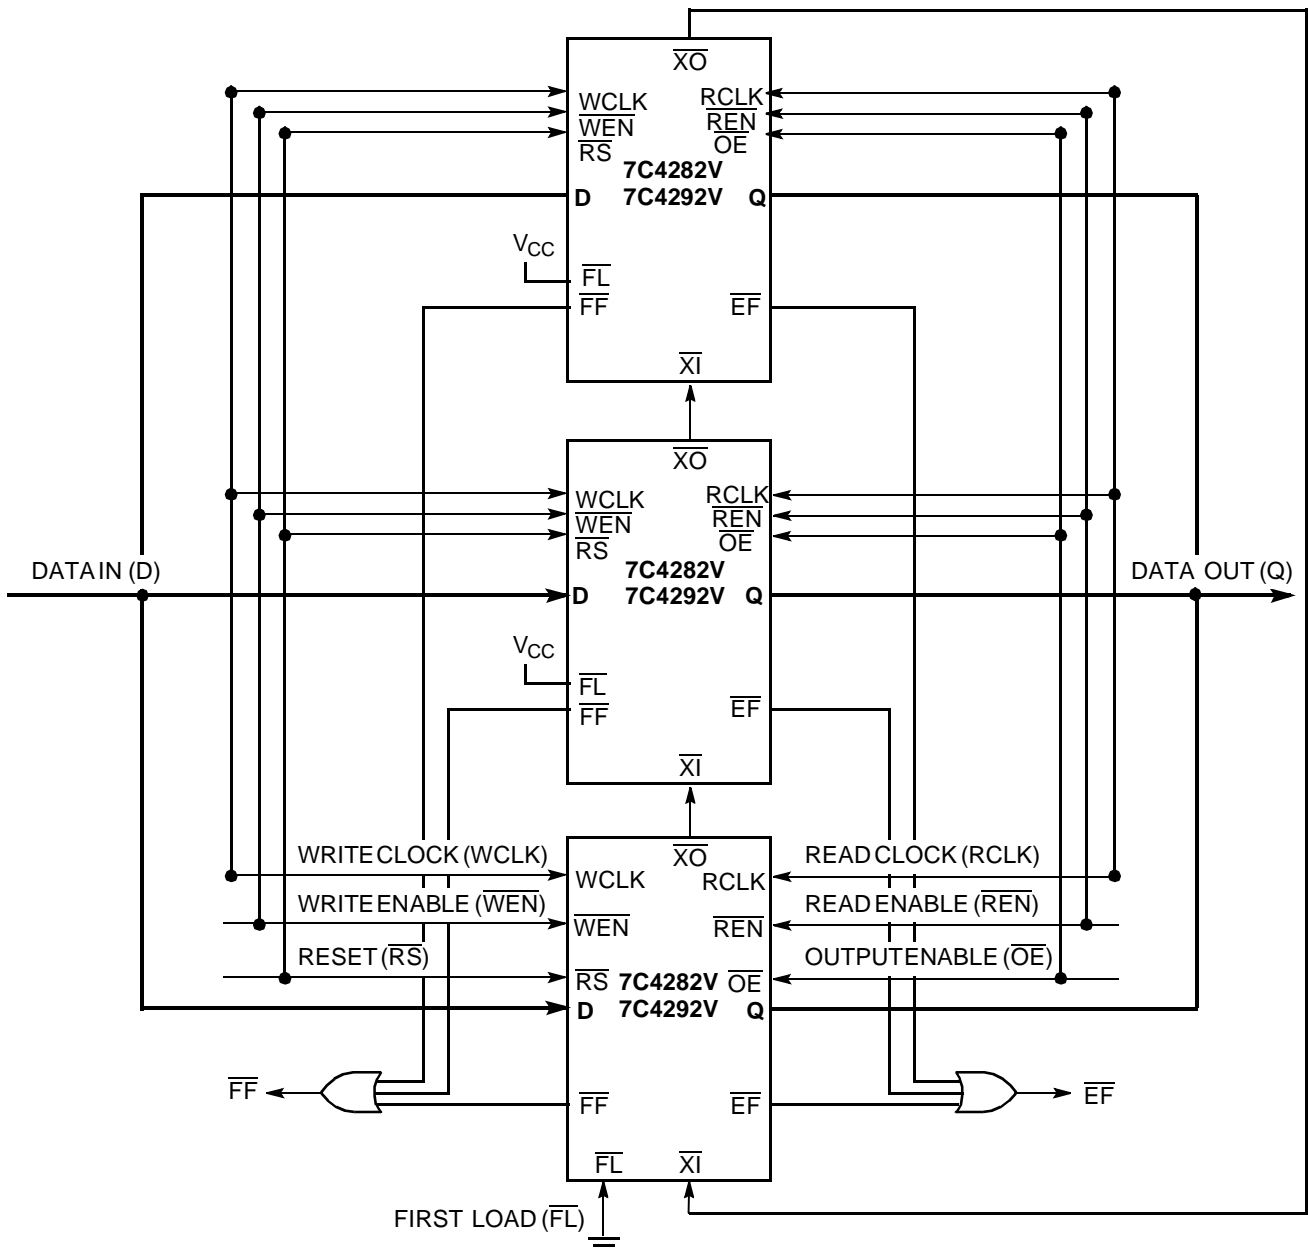 XO
WCLK RCLK
WEN REN
RS OE
7C4282V
D 7C4292V Q
VCC
FL
FF EF
XI
XO
WCLK RCLK
WEN REN
RS OE
DATA IN (D) 7C4282V DATA OUT (Q)
D 7C4292V Q
VCC
FL
FF EF
XI
WRITE CLOCK (WCLK) XO READ CLOCK (RCLK)
WCLK RCLK
WRITE ENABLE (WEN) READ ENABLE (REN)
WEN REN
RESET (RS) OUTPUT ENABLE (OE)
RS 7C4282V OE
D 7C4292V Q
FF EF
FF EF
FL XI
FIRST LOAD (FL)